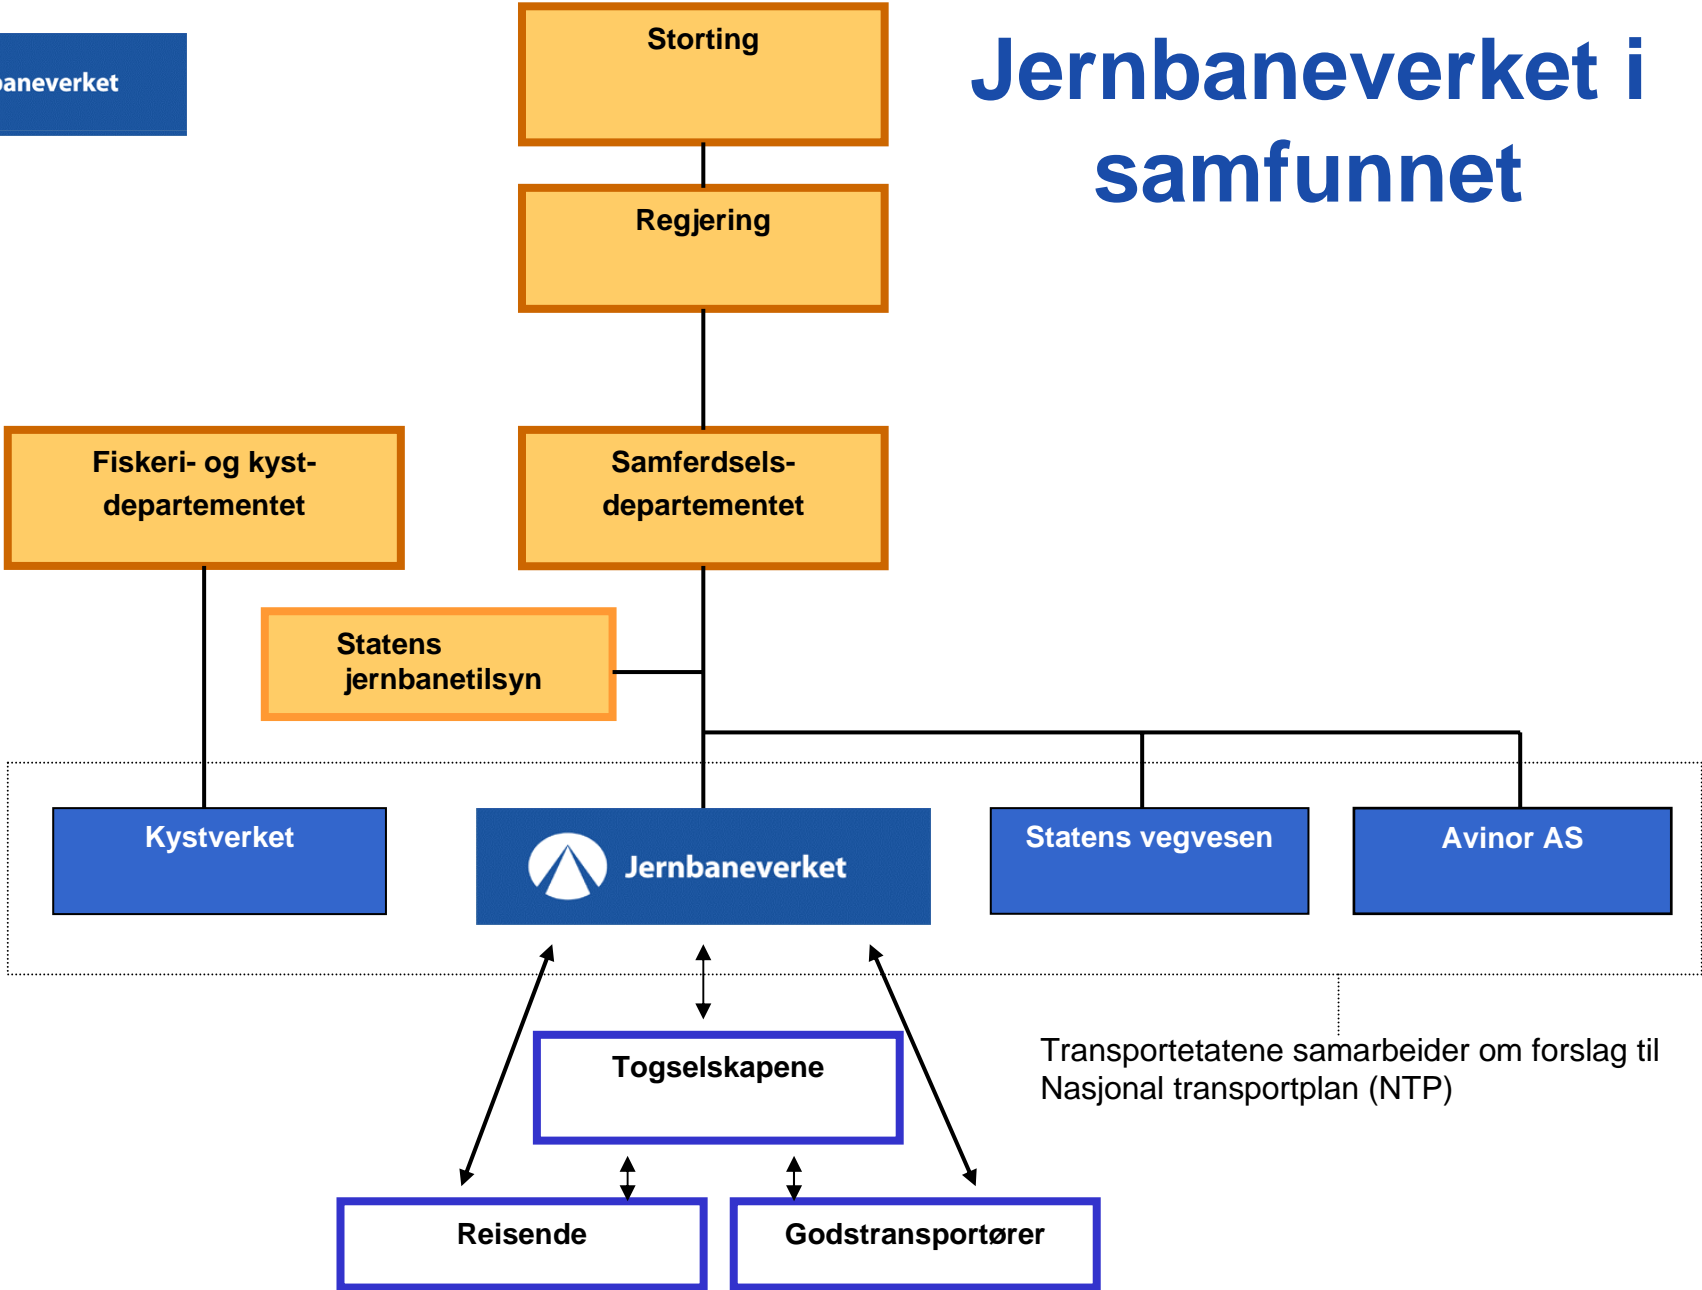 Jernbaneverket i
samfunnet
Storting
Regjering
Fiskeri- og kyst-
departementet
Samferdsels-
departementet
Statens
jernbanetilsyn
Kystverket
Jernbaneverket
Statens vegvesen
Avinor AS
Togselskapene
Transportetatene samarbeider om forslag til
Nasjonal transportplan (NTP)
Reisende
Godstransportører